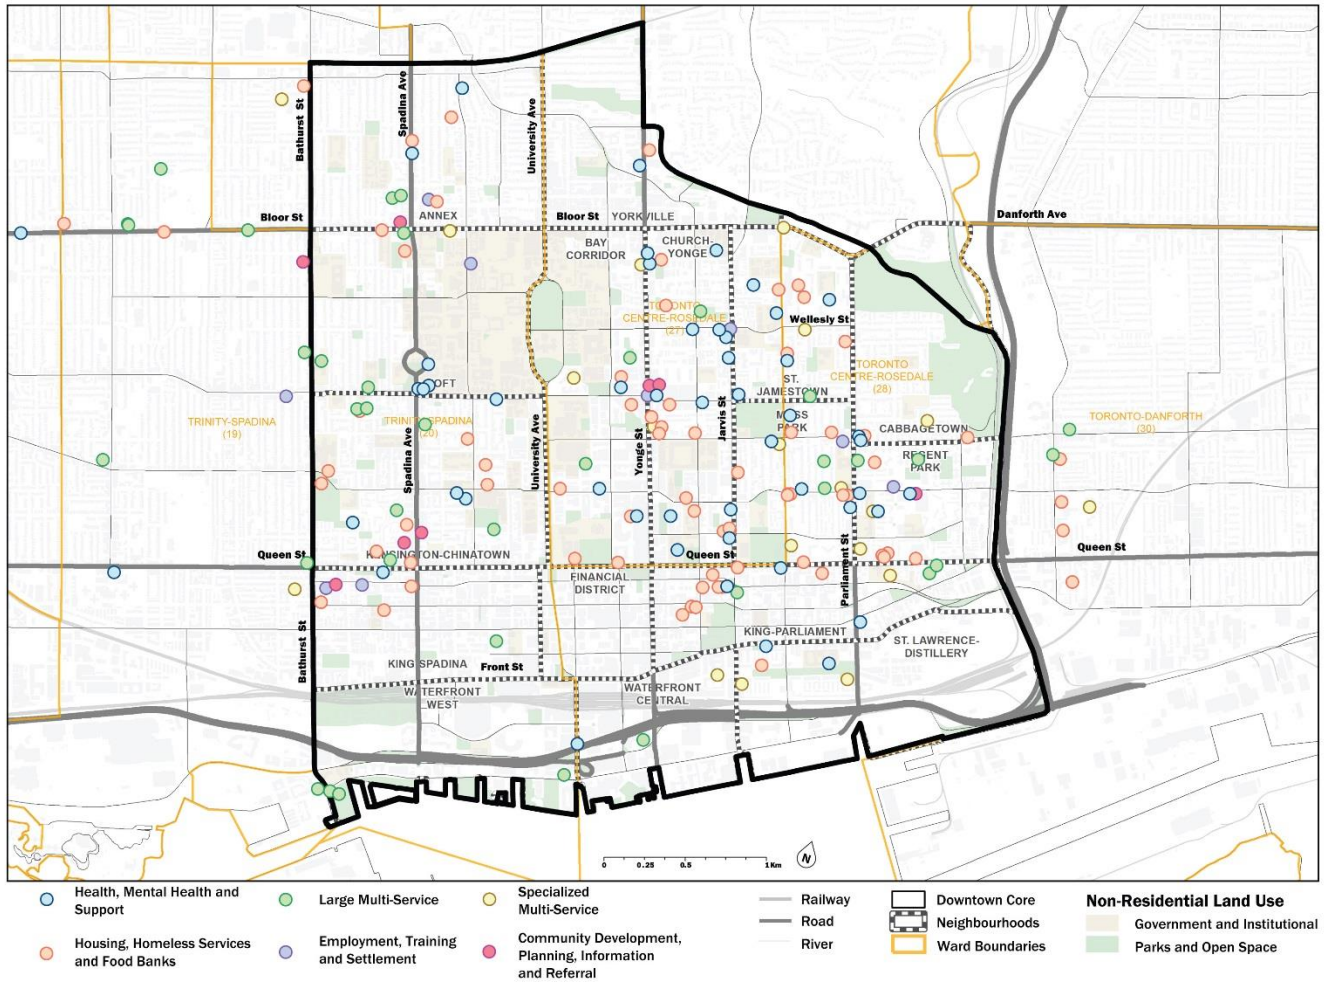 Spadina Ave
Bathurst St
University Ave
Bloor St
ANNEX
Bloor St
YORKVILLE
Danforth Ave
BAY
CORRIDOR
CHURCH-
YONGE
TORONTO
CENTRE-ROSEDALE
(27)
Wellesly St
TORONTO
CENTRE-ROSEDALE
(28)
ST.
JAMESTOWN
MOSS
PARK
TRINITY-SPADINA
(19)
TRINITY-SPADINA
(20)
CABBAGETOWN
REGENT
PARK
TORONTO-DANFORTH
(30)
Spadina Ave
University Ave
Yonge St
Jarvis St
Parliament St
Queen St
KENSINGTON-CHINATOWN
Queen St
Queen St
FINANCIAL
DISTRICT
Bathurst St
KING-PARLIAMENT
ST. LAWRENCE-
DISTILLERY
KING SPADINA
Front St
WATERFRONT
WEST
WATERFRONT
CENTRAL
0 0.25 0.5 1 Km
N
Health, Mental Health and
Support
Large Multi-Service
Specialized
Multi-Service
Housing, Homeless Services
and Food Banks
Employment, Training
and Settlement
Community Development,
Planning, Information
and Referral
Railway
Road
River
Downtown Core
Neighbourhoods
Ward Boundaries
Non-Residential Land Use
Government and Institutional
Parks and Open Space